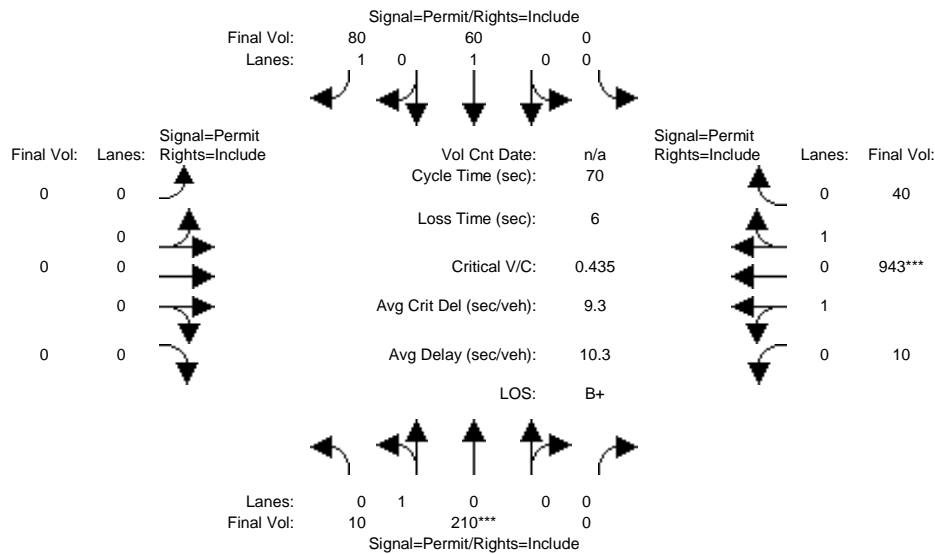 Signal=Permit/Rights=Include
Final Vol: 80 60 0
Lanes: 1 0 1 0 0
Signal=Permit
Final Vol: Lanes: Rights=Include
Vol Cnt Date: n/a
Signal=Permit
Rights=Include Lanes: Final Vol:
Cycle Time (sec): 70
0 0
0 40
Loss Time (sec): 6
0
1
0 0
Critical V/C: 0.435
0 943***
0
Avg Crit Del (sec/veh): 9.3
1
0 0
Avg Delay (sec/veh): 10.3
0 10
LOS: B+
Lanes: 0 1 0 0 0
Final Vol: 10 210*** 0
Signal=Permit/Rights=Include